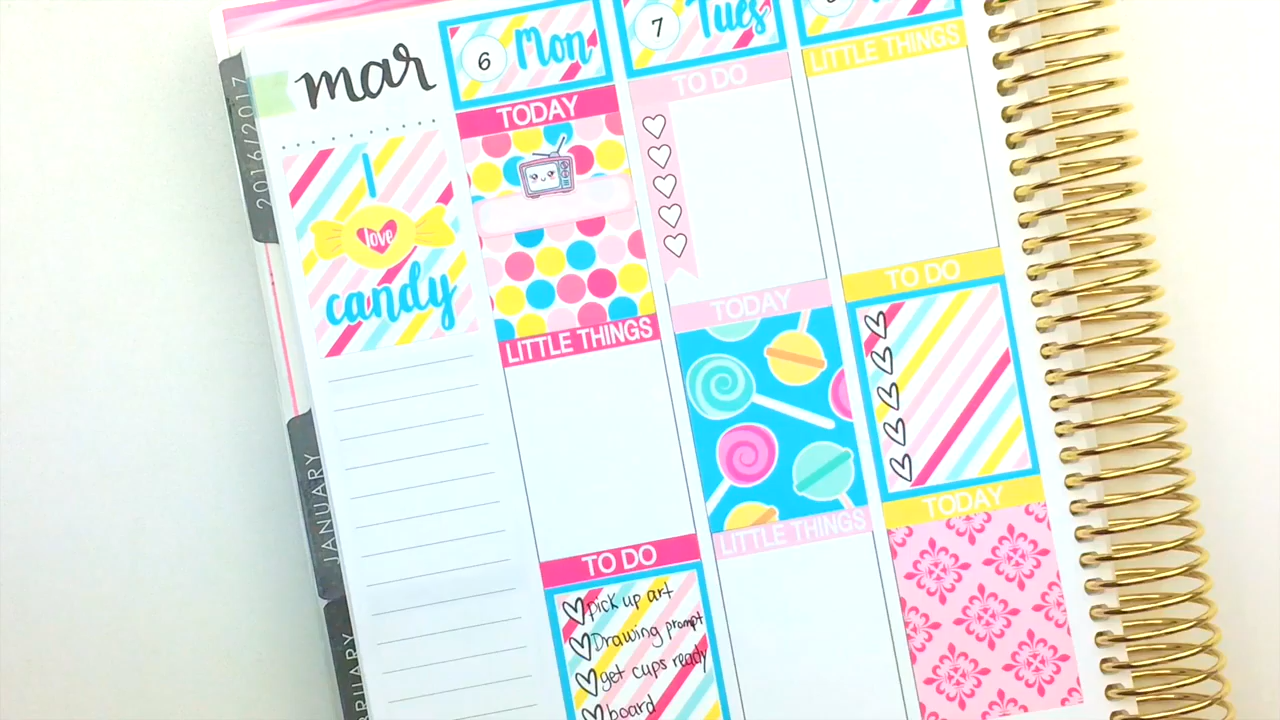 mar
6 Mon
7 Tues
LITTLE THINGS
TODAY
TO DO
2016/2017
I
love
candy
TO DO
TODAY
LITTLE THINGS
TODAY
LITTLE THINGS
JANUARY
TO DO
pick up art
Drawing prompt
get cups ready
board